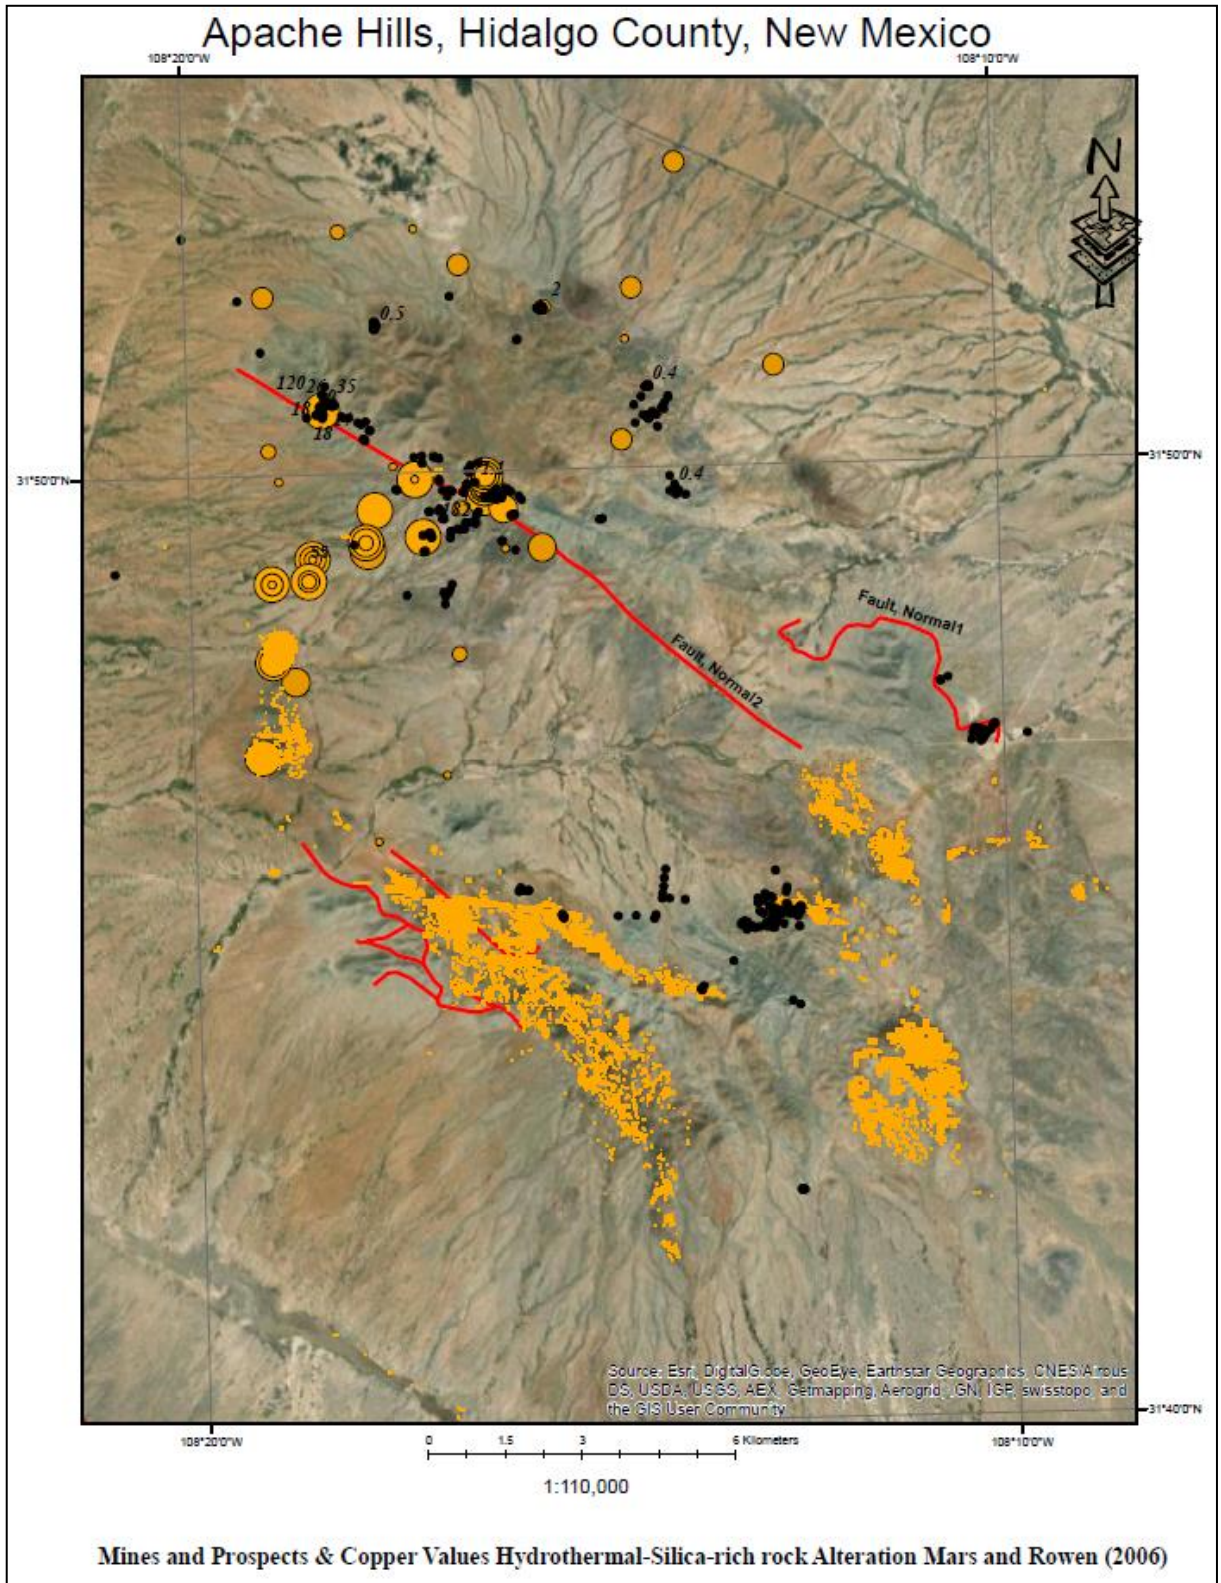 Apache Hills, Hidalgo County, New Mexico
108°20'0"W
108°10'0"W
N
2
0.5
0.4
120
35
18
18
31°50'0"N
31°50'0"N
0.4
Fault, Normal1
Fault, Normal2
Source: Esri, DigitalGlobe, GeoEye, Earthstar Geographics, CNES/Airbus
DS, USDA, USGS, AEX, Getmapping, Aerogrid, IGN, IGP, swisstopo, and
the GIS User Community
31°40'0"N
108°20'0"W
108°10'0"W
0 1.5 3 6 Kilometers
1:110,000
Mines and Prospects & Copper Values Hydrothermal-Silica-rich rock Alteration Mars and Rowen (2006)